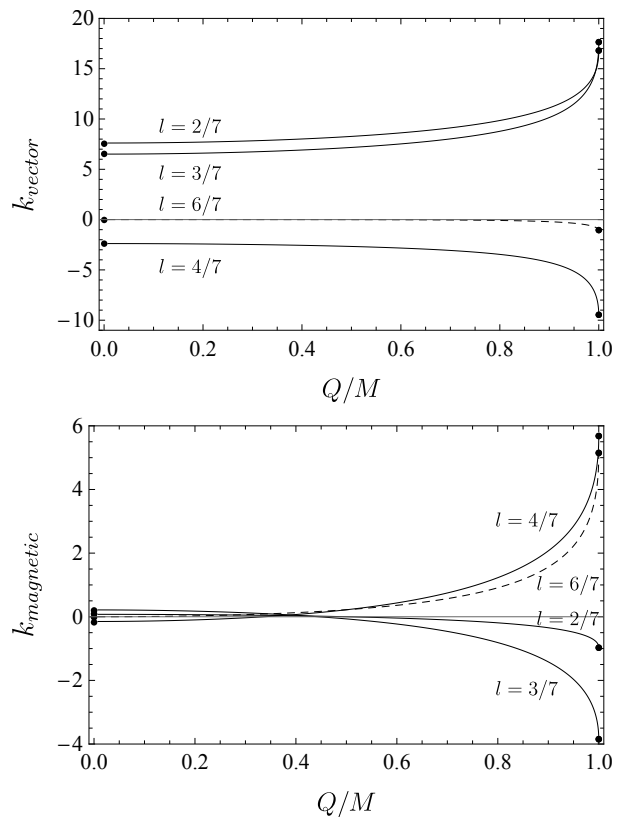 20
15
10
5
0
−5
−10
k_vector
l = 2/7
l = 3/7
l = 6/7
l = 4/7
0.0 0.2 0.4 0.6 0.8 1.0
Q/M
6
4
2
0
−2
−4
k_magnetic
l = 4/7
l = 6/7
l = 2/7
l = 3/7
0.0 0.2 0.4 0.6 0.8 1.0
Q/M